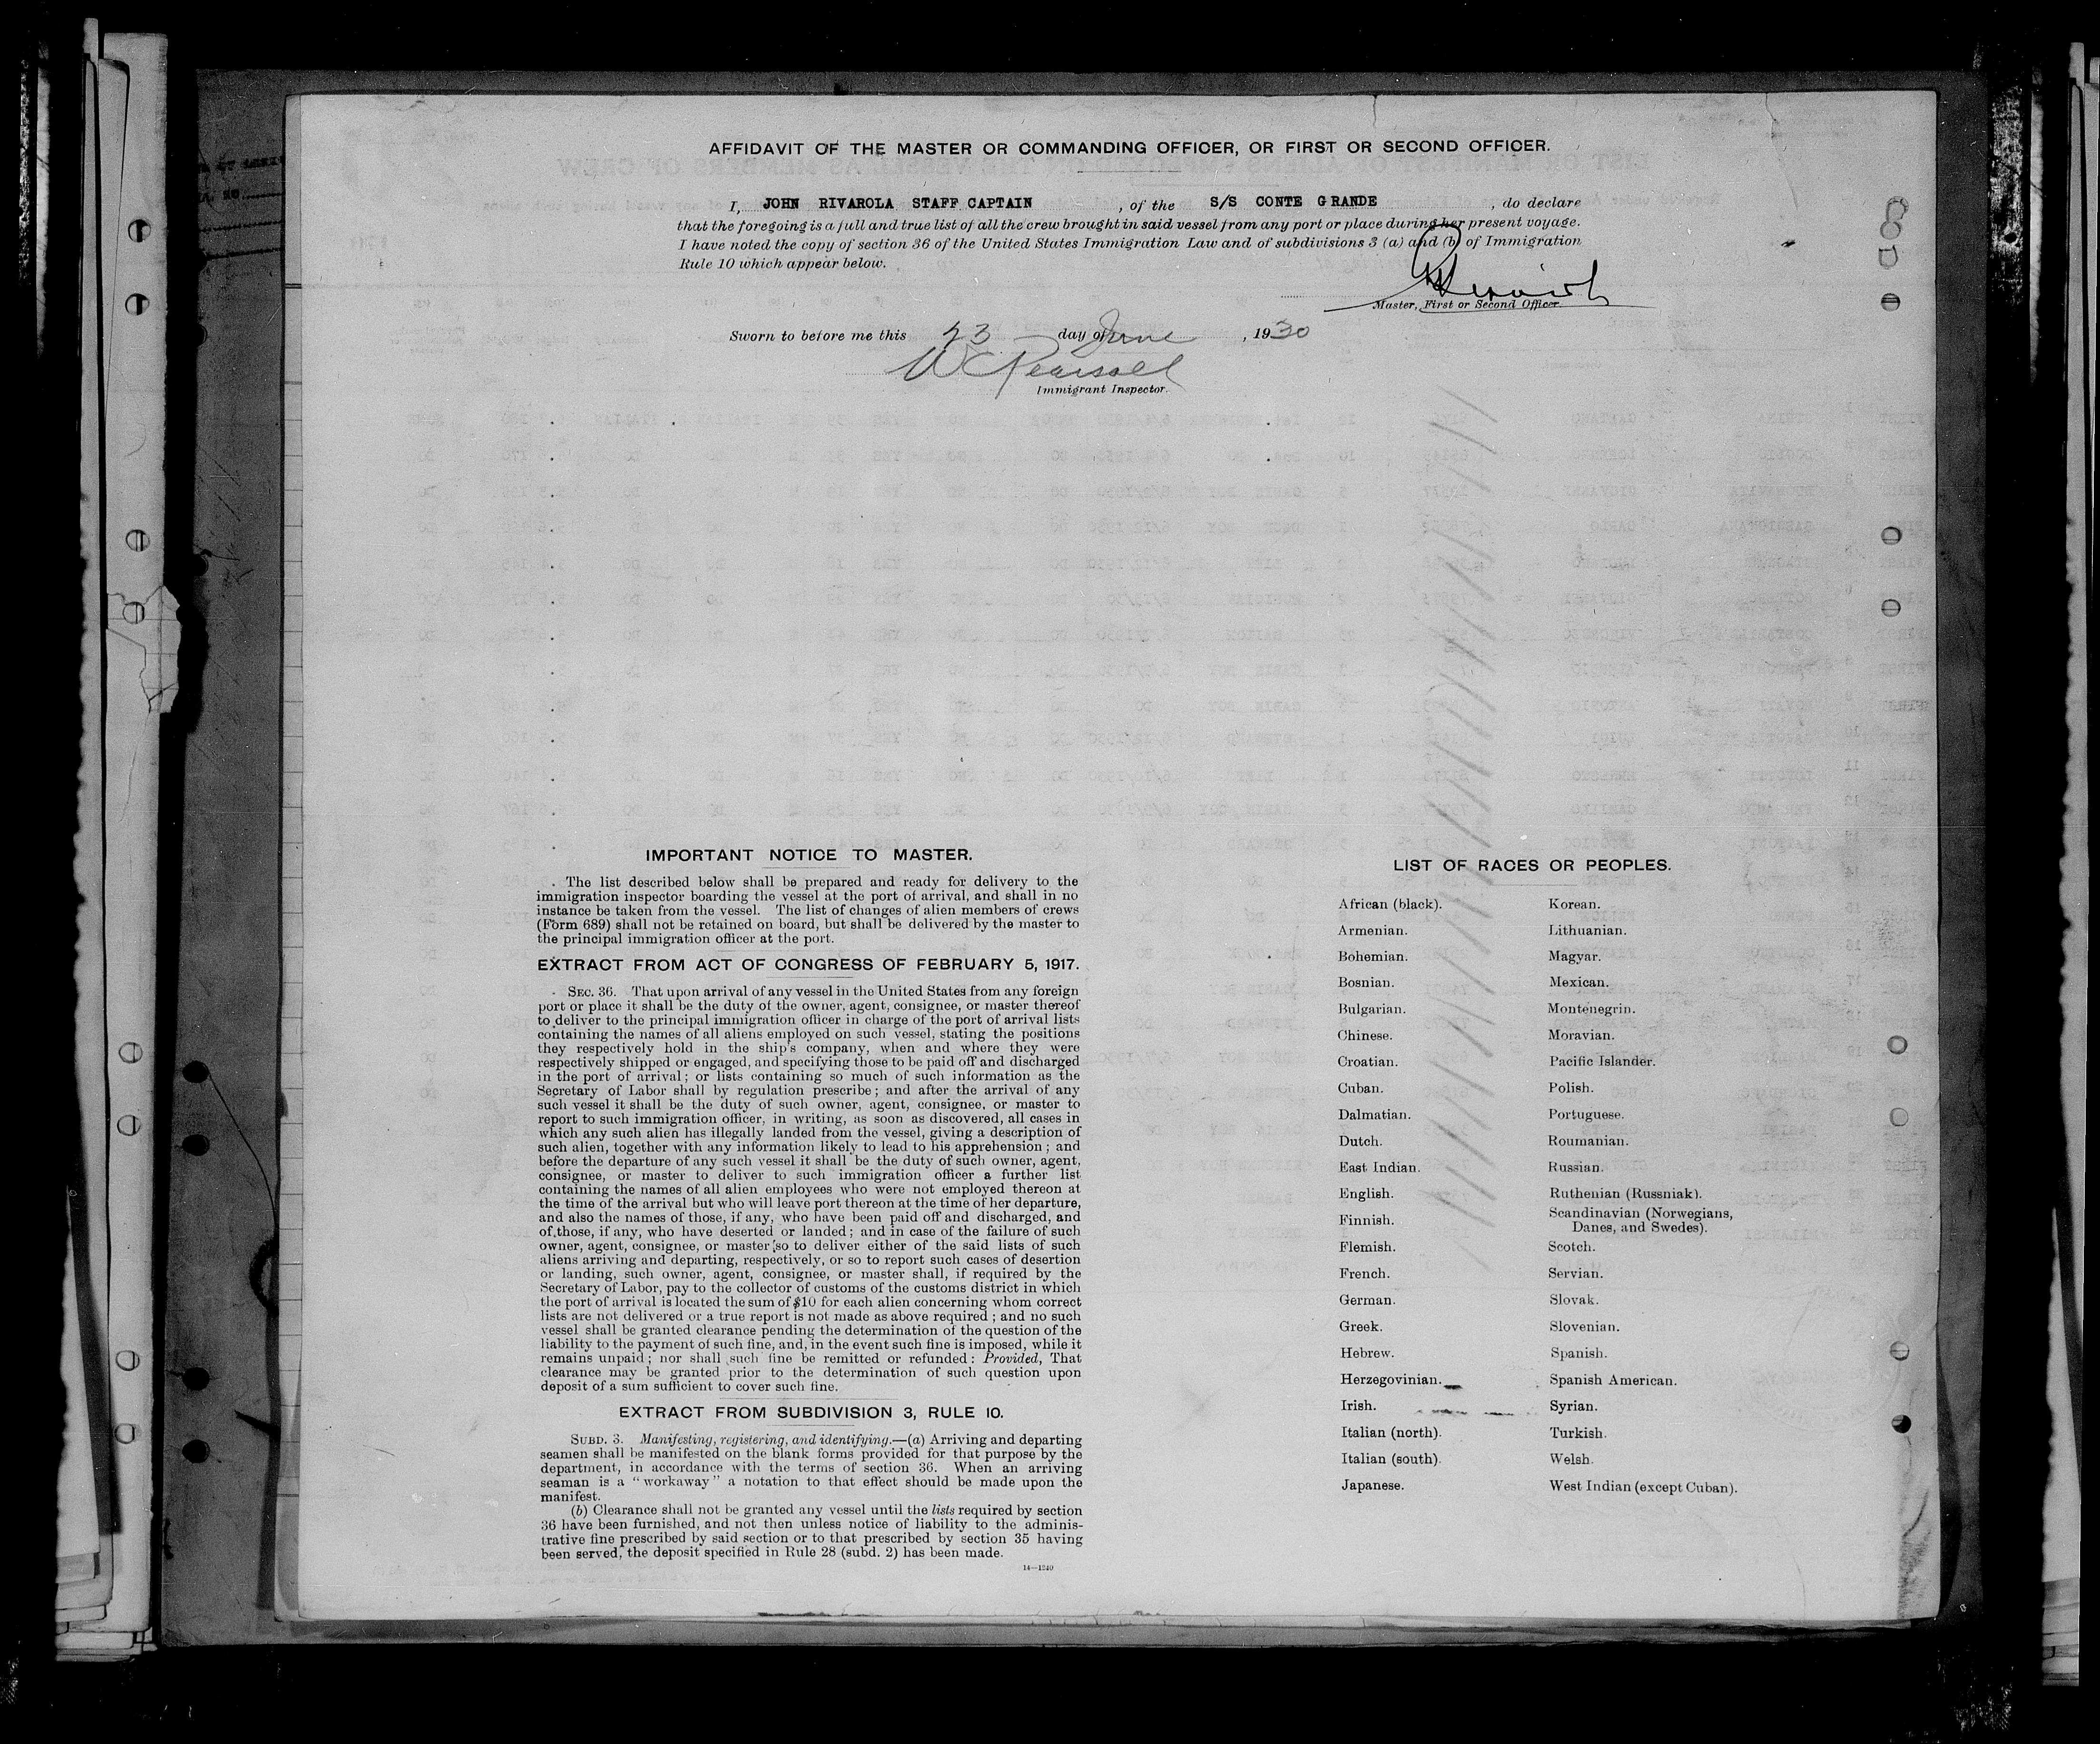 AFFIDAVIT OF THE MASTER OR COMMANDING OFFICER, OR FIRST OR SECOND OFFICER.
I, JOHN RIVAROLA STAFF CAPTAIN, of the S/S CONTE GRANDE, do declare
that the foregoing is a full and true list of all the crew brought in said vessel from any port or place during her present voyage.
I have noted the copy of section 36 of the United States Immigration Law and of subdivisions 3 (a) and (b) of Immigration
Rule 10 which appear below.
Master, First or Second Officer.
Sworn to before me this 23 day of June, 1930
W C Pearsall
Immigrant Inspector.
IMPORTANT NOTICE TO MASTER.
The list described below shall be prepared and ready for delivery to the
immigration inspector boarding the vessel at the port of arrival, and shall in no
instance be taken from the vessel. The list of changes of alien members of crews
(Form 689) shall not be retained on board, but shall be delivered by the master to
the principal immigration officer at the port.
EXTRACT FROM ACT OF CONGRESS OF FEBRUARY 5, 1917.
SEC. 36. That upon arrival of any vessel in the United States from any foreign
port or place it shall be the duty of the owner, agent, consignee, or master thereof
to deliver to the principal immigration officer in charge of the port of arrival lists
containing the names of all aliens employed on such vessel, stating the positions
they respectively hold in the ship's company, when and where they were
respectively shipped or engaged, and specifying those to be paid off and discharged
in the port of arrival; or lists containing so much of such information as the
Secretary of Labor shall by regulation prescribe; and after the arrival of any
such vessel it shall be the duty of such owner, agent, consignee, or master to
report to such immigration officer, in writing, as soon as discovered, all cases in
which any such alien has illegally landed from the vessel, giving a description of
such alien, together with any information likely to lead to his apprehension; and
before the departure of any such vessel it shall be the duty of such owner, agent,
consignee, or master to deliver to such immigration officer a further list
containing the names of all alien employees who were not employed thereon at
the time of the arrival but who will leave port thereon at the time of her departure,
and also the names of those, if any, who have been paid off and discharged, and
of those, if any, who have deserted or landed; and in case of the failure of such
owner, agent, consignee, or master so to deliver either of the said lists of such
aliens arriving and departing, respectively, or so to report such cases of desertion
or landing, such owner, agent, consignee, or master shall, if required by the
Secretary of Labor, pay to the collector of customs of the customs district in which
the port of arrival is located the sum of $10 for each alien concerning whom correct
lists are not delivered or a true report is not made as above required; and no such
vessel shall be granted clearance pending the determination of the question of the
liability to the payment of such fine, and, in the event such fine is imposed, while it
remains unpaid; nor shall such fine be remitted or refunded: Provided, That
clearance may be granted prior to the determination of such question upon
deposit of a sum sufficient to cover such fine.
EXTRACT FROM SUBDIVISION 3, RULE 10.
SUBD. 3. Manifesting, registering, and identifying.—(a) Arriving and departing
seamen shall be manifested on the blank forms provided for that purpose by the
department, in accordance with the terms of section 36. When an arriving
seaman is a "workaway" a notation to that effect should be made upon the
manifest.
(b) Clearance shall not be granted any vessel until the lists required by section
36 have been furnished, and not then unless notice of liability to the adminis-
trative fine prescribed by said section or to that prescribed by section 35 having
been served, the deposit specified in Rule 28 (subd. 2) has been made.
14—1240
LIST OF RACES OR PEOPLES.
African (black).
Armenian.
Bohemian.
Bosnian.
Bulgarian.
Chinese.
Croatian.
Cuban.
Dalmatian.
Dutch.
East Indian.
English.
Finnish.
Flemish.
French.
German.
Greek.
Hebrew.
Herzegovinian.
Irish.
Italian (north).
Italian (south).
Japanese.
Korean.
Lithuanian.
Magyar.
Mexican.
Montenegrin.
Moravian.
Pacific Islander.
Polish.
Portuguese.
Roumanian.
Russian.
Ruthenian (Russniak).
Scandinavian (Norwegians,
Danes, and Swedes).
Scotch.
Servian.
Slovak.
Slovenian.
Spanish.
Spanish American.
Syrian.
Turkish.
Welsh.
West Indian (except Cuban).